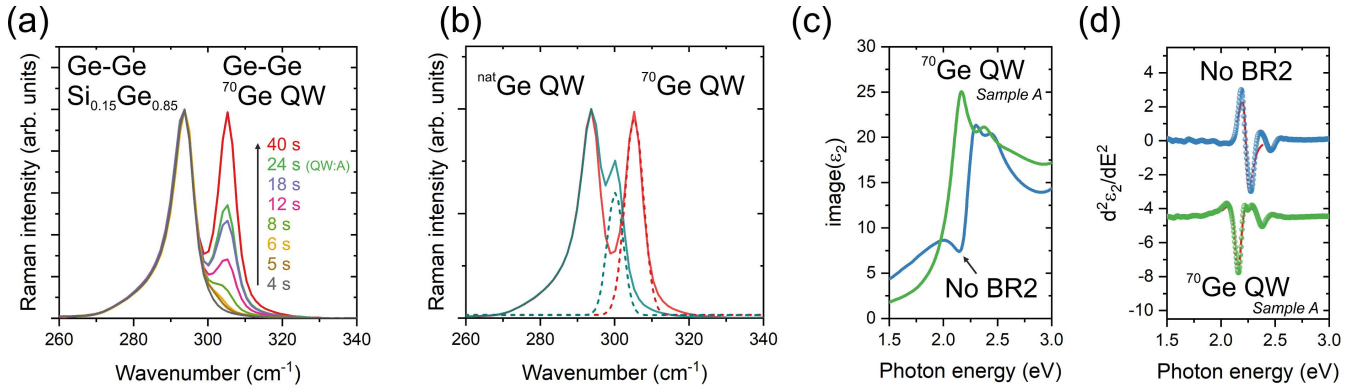 (a)
Raman intensity (arb. units)
Ge-Ge
Si0.15Ge0.85
Ge-Ge
70Ge QW
40 s
24 s (QW:A)
18 s
12 s
8 s
6 s
5 s
4 s
260 280 300 320 340
Wavenumber (cm-1)
(b)
Raman intensity (arb. units)
natGe QW
70Ge QW
260 280 300 320 340
Wavenumber (cm-1)
(c)
image(ε2)
30
25
20
15
10
5
0
70Ge QW
Sample A
No BR2
1.5 2.0 2.5 3.0
Photon energy (eV)
(d)
d2ε2/dE2
4
2
0
-2
-4
-6
-8
-10
No BR2
70Ge QW
Sample A
1.5 2.0 2.5 3.0
Photon energy (eV)